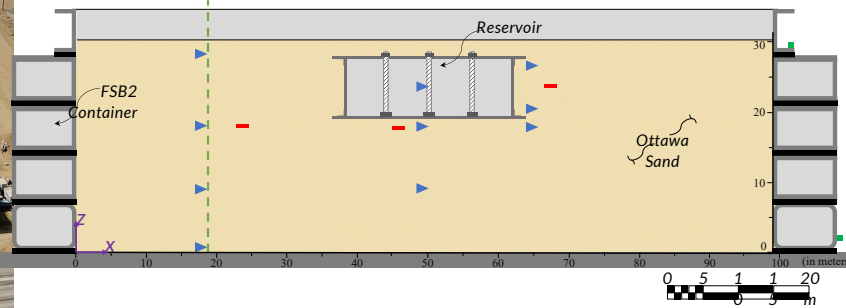 Reservoir
FSB2
Container
Ottawa
Sand
Z
X
30
20
10
0
0 10 20 30 40 50 60 70 80 90 100 (in meters
0 5 1 1 20
0 5 m